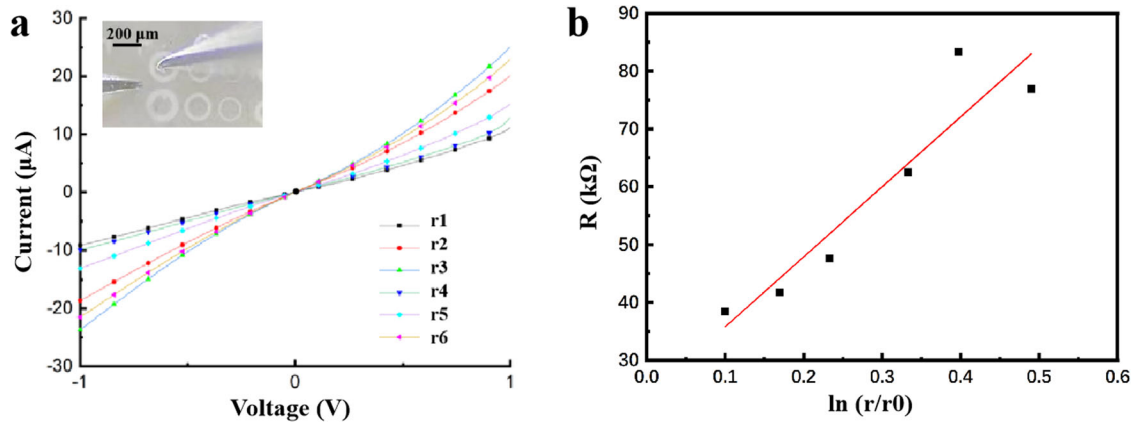 a
200 μm
30
20
10
0
-10
-20
-30
Current (μA)
-1
0
1
Voltage (V)
r1
r2
r3
r4
r5
r6
b
90
80
70
60
50
40
30
R (kΩ)
0.0
0.1
0.2
0.3
0.4
0.5
0.6
ln (r/r0)